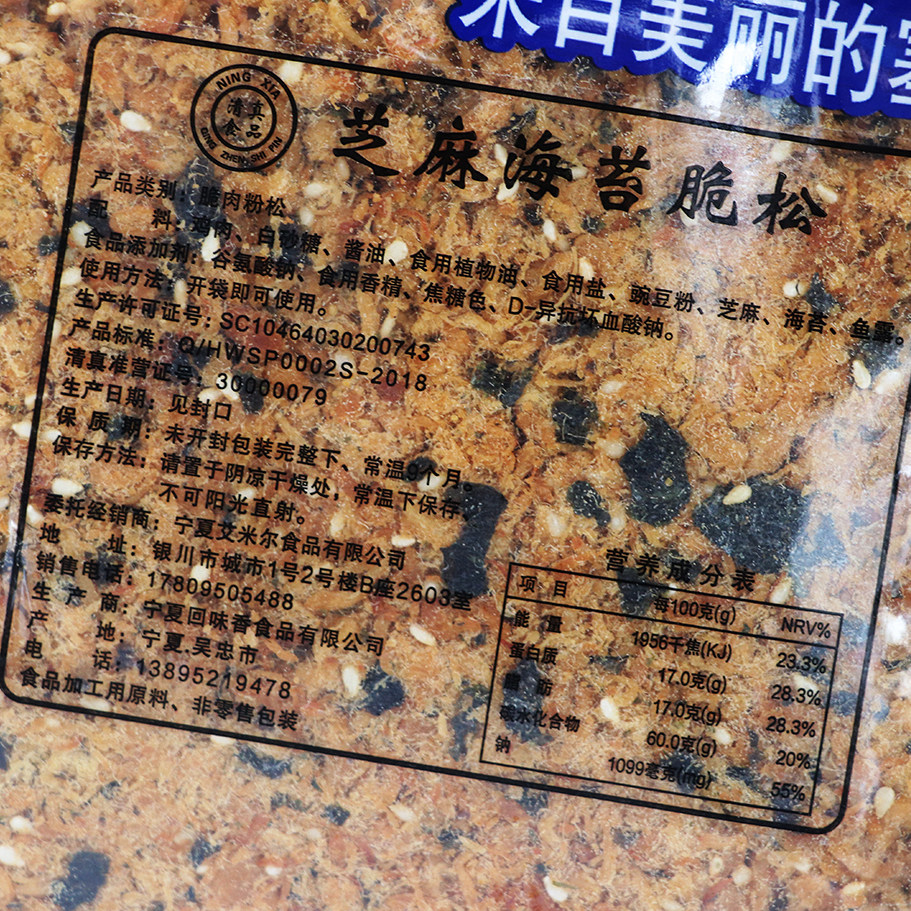 来自美丽的塞
NING XIA
清真
食品
QING ZHEN SHI PIN
芝麻海苔脆松
产品类别：脆肉粉松
配 料：鸡肉、白砂糖、酱油、食用植物油、食用盐、豌豆粉、芝麻、海苔、鱼露。
食品添加剂：谷氨酸钠、食用香精、焦糖色、D-异抗坏血酸钠。
使用方法：开袋即可使用。
生产许可证号：SC10464030200743
产品标准：Q/HWSP0002S-2018
清真准营证号：30000079
生产日期：见封口
保 质 期：未开封包装完整下、常温9个月。
保存方法：请置于阴凉干燥处，常温下保存、
不可阳光直射。
委托经销商：宁夏艾米尔食品有限公司
地 址：银川市城市1号2号楼B座2603室
销售电话：17809505488
生 产 商：宁夏回味香食品有限公司
产 地：宁夏.吴忠市
电 话：13895219478
食品加工用原料、非零售包装
营养成分表
项 目 每100克(g) NRV%
能 量 1956千焦(KJ) 23.3%
蛋白质 17.0克(g) 28.3%
脂 肪 17.0克(g) 28.3%
碳水化合物 60.0克(g) 20%
钠 1099毫克(mg) 55%